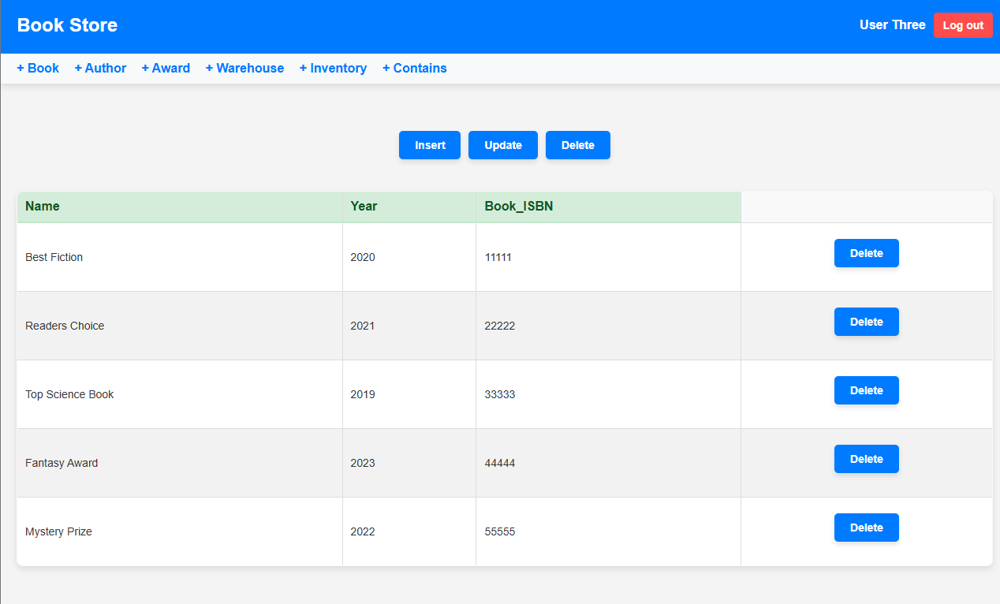 Book Store User Three Log out
+ Book + Author + Award + Warehouse + Inventory + Contains
Insert Update Delete
Name Year Book_ISBN
Best Fiction 2020 11111 Delete
Readers Choice 2021 22222 Delete
Top Science Book 2019 33333 Delete
Fantasy Award 2023 44444 Delete
Mystery Prize 2022 55555 Delete